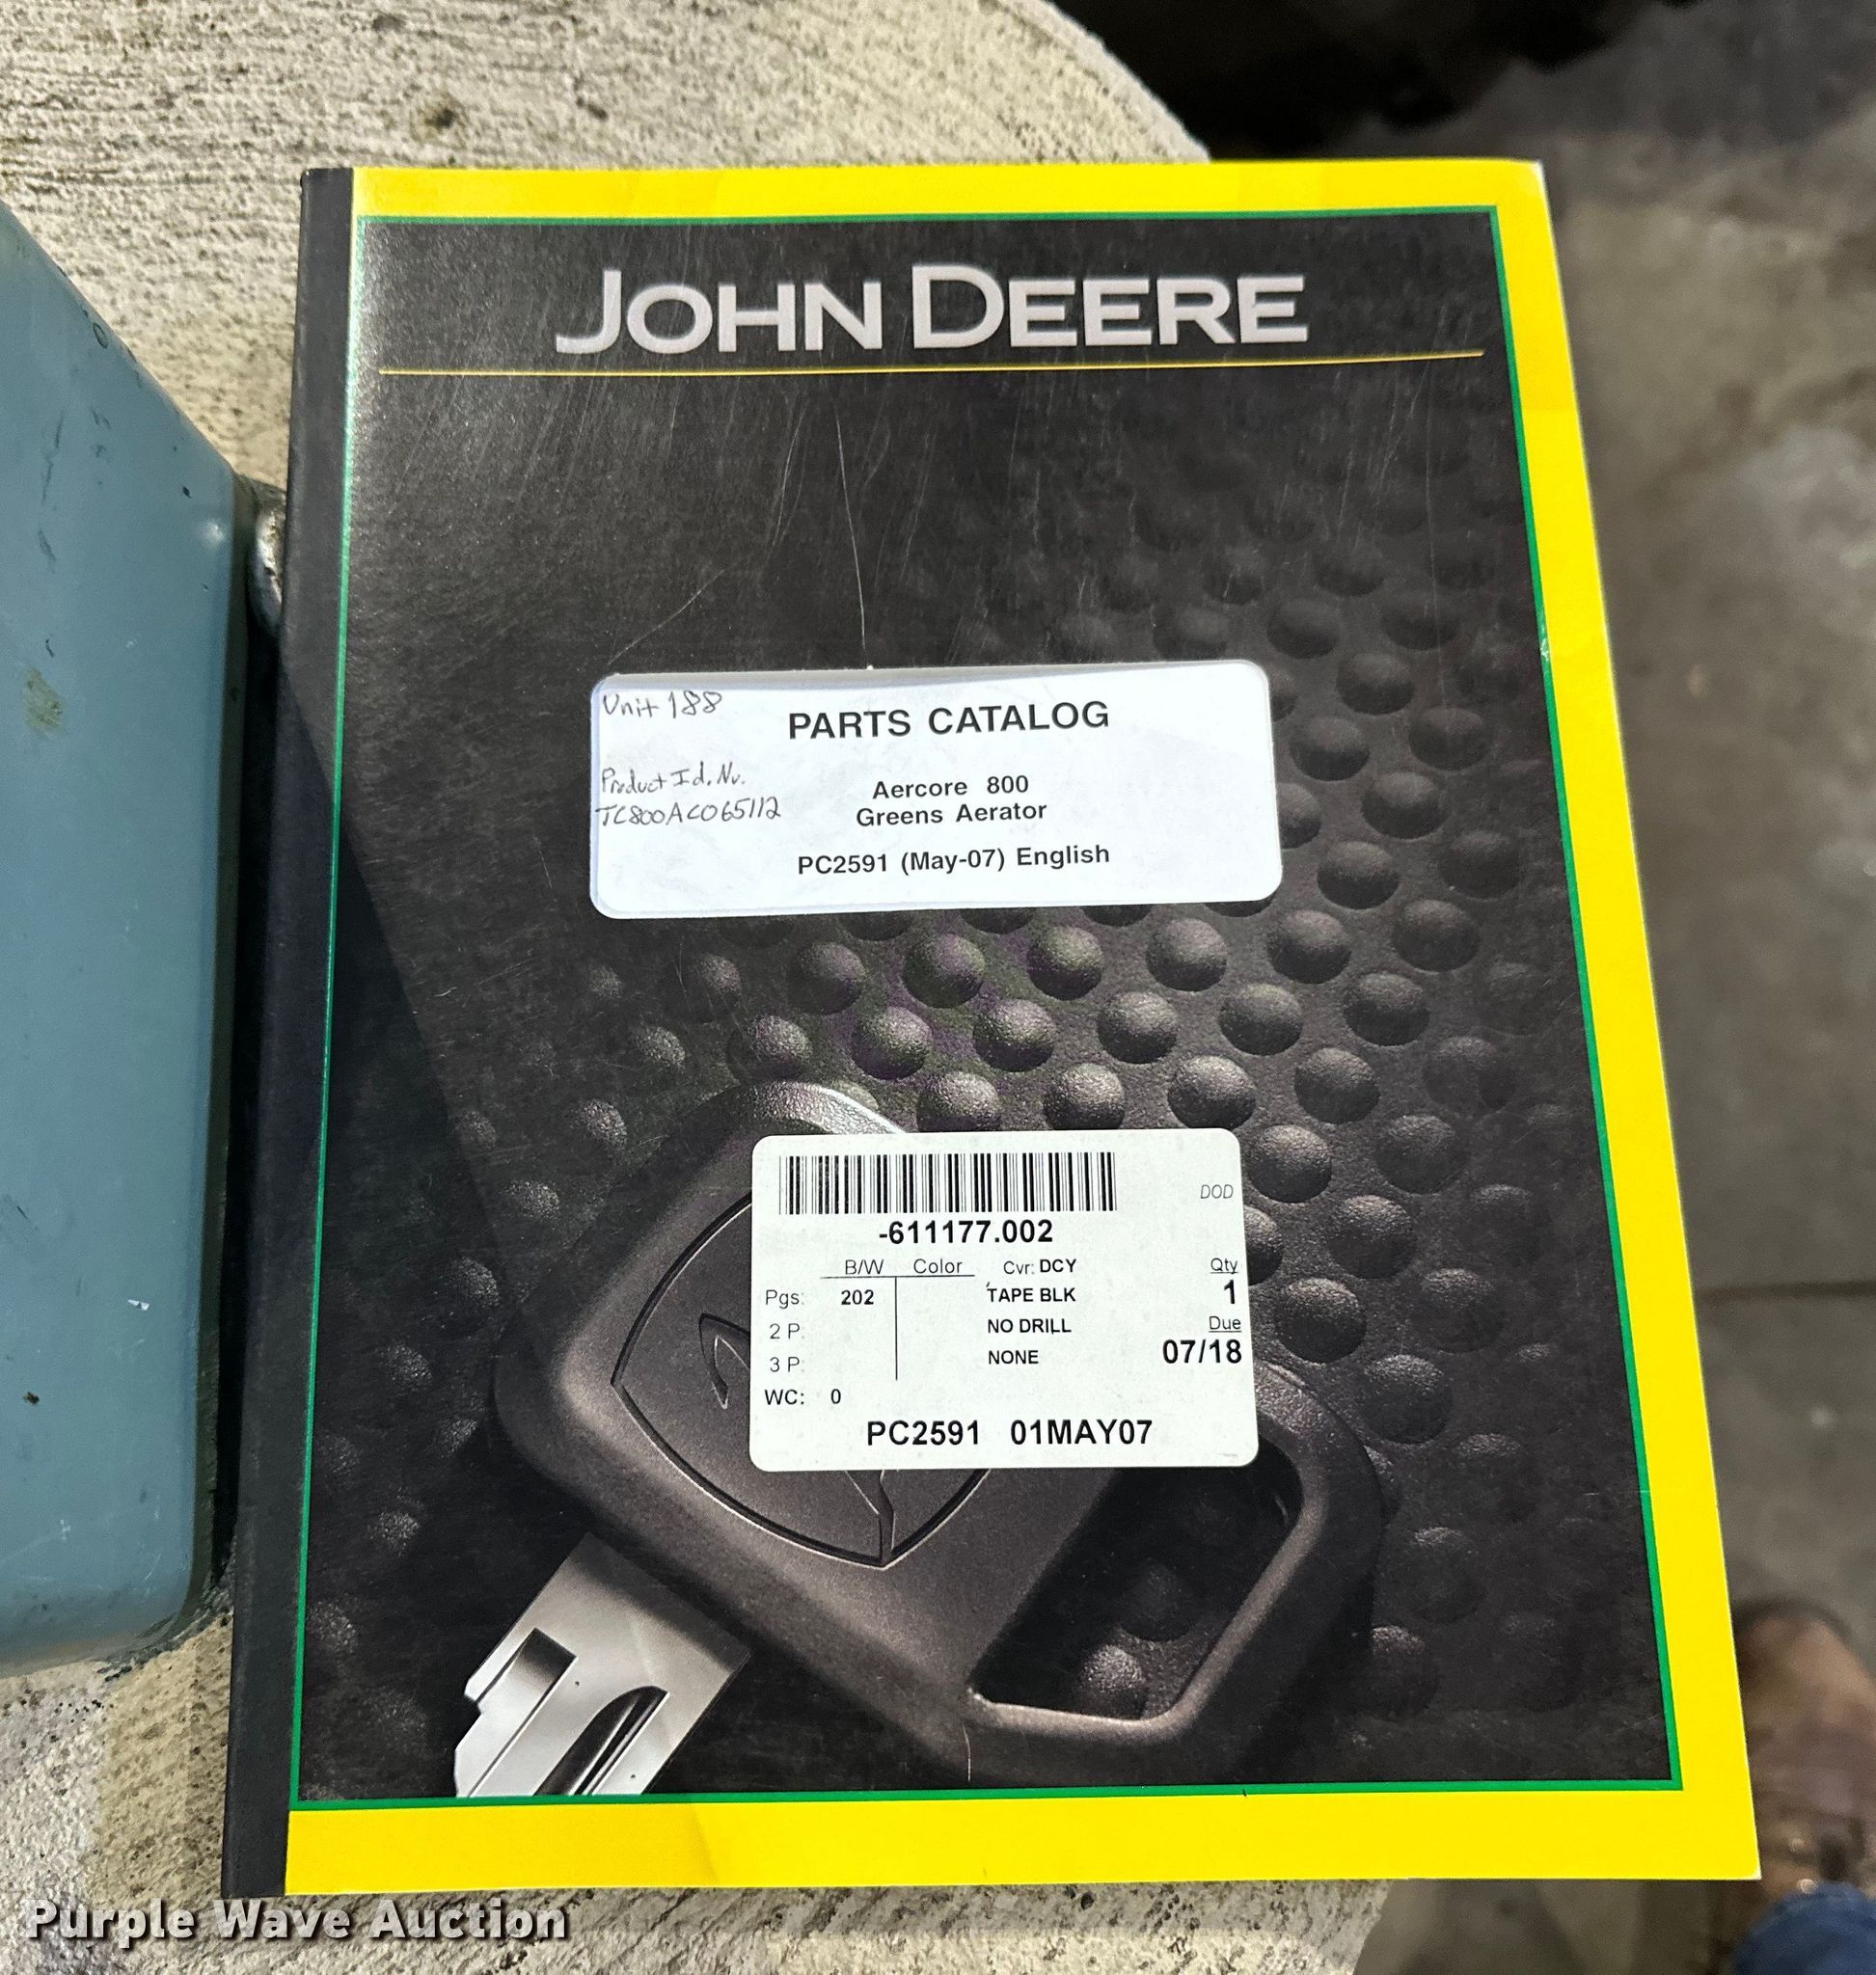 JOHN DEERE
Unit 188
PARTS CATALOG
Product Id. Nu.
TC800AC065112
Aercore 800
Greens Aerator
PC2591 (May-07) English
DOD
-611177.002
B/W Color Cvr: DCY Qty
Pgs: 202 TAPE BLK 1
2 P: NO DRILL Due
3 P: NONE 07/18
WC: 0
PC2591 01MAY07
Purple Wave Auction